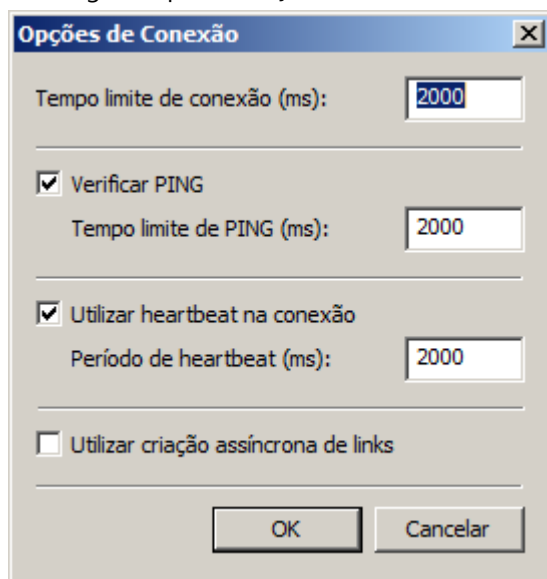 Opções de Conexão
Tempo limite de conexão (ms): 2000
Verificar PING
Tempo limite de PING (ms): 2000
Utilizar heartbeat na conexão
Período de heartbeat (ms): 2000
Utilizar criação assíncrona de links
OK Cancelar